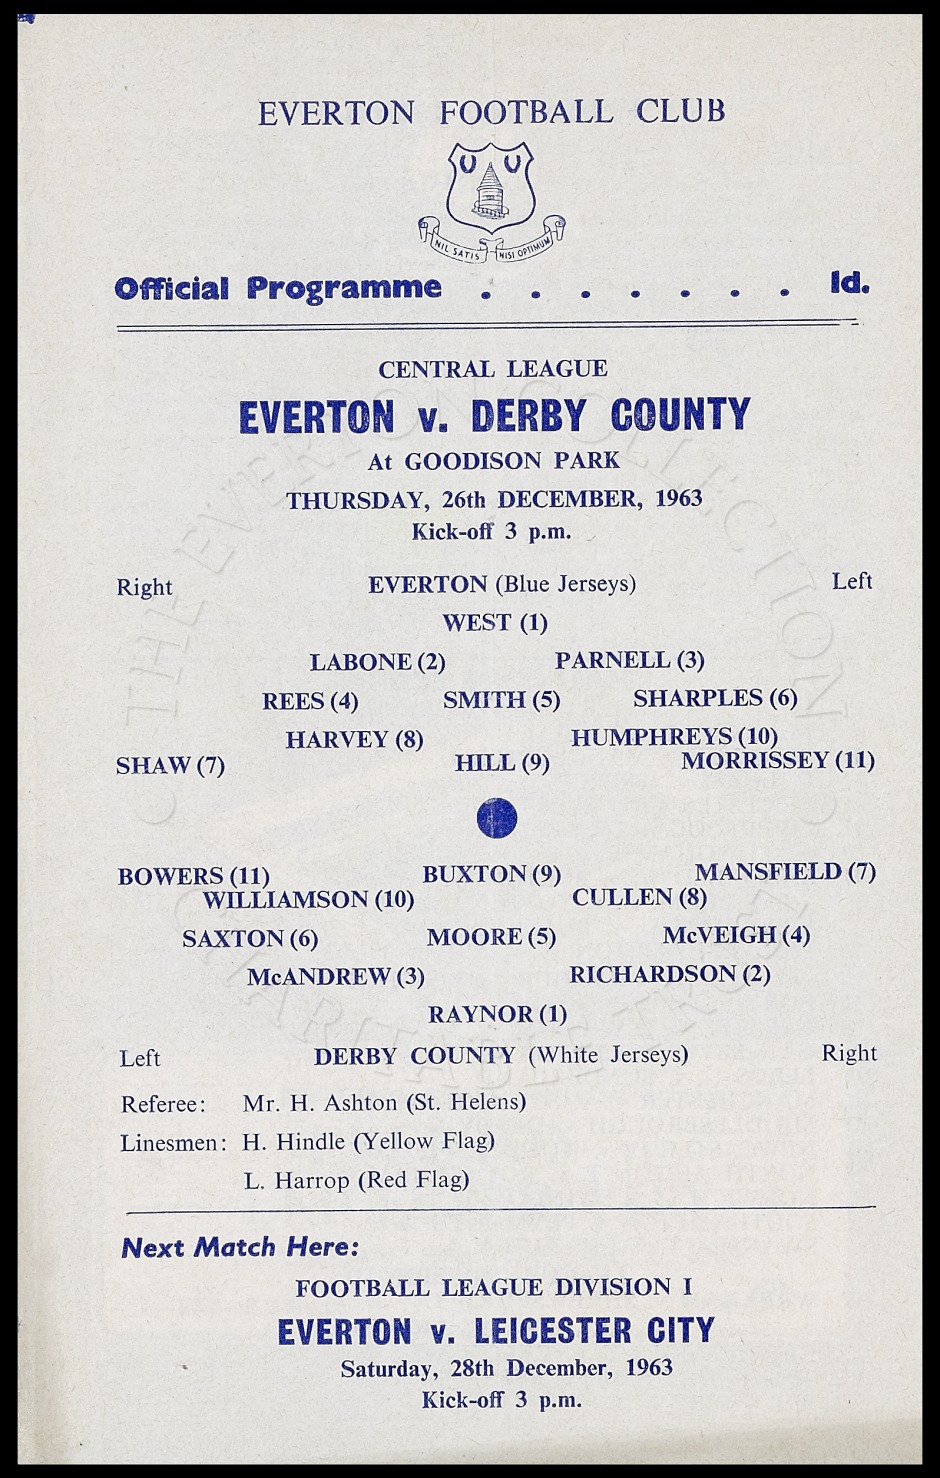 EVERTON FOOTBALL CLUB
NIL SATIS NISI OPTIMUM
Official Programme . . . . . . . 1d.
CENTRAL LEAGUE
EVERTON v. DERBY COUNTY
At GOODISON PARK
THURSDAY, 26th DECEMBER, 1963
Kick-off 3 p.m.
Right EVERTON (Blue Jerseys) Left
WEST (1)
LABONE (2) PARNELL (3)
REES (4) SMITH (5) SHARPLES (6)
HARVEY (8) HUMPHREYS (10)
SHAW (7) HILL (9) MORRISSEY (11)
BOWERS (11) BUXTON (9) MANSFIELD (7)
WILLIAMSON (10) CULLEN (8)
SAXTON (6) MOORE (5) McVEIGH (4)
McANDREW (3) RICHARDSON (2)
RAYNOR (1)
Left DERBY COUNTY (White Jerseys) Right
Referee: Mr. H. Ashton (St. Helens)
Linesmen: H. Hindle (Yellow Flag)
L. Harrop (Red Flag)
Next Match Here:
FOOTBALL LEAGUE DIVISION I
EVERTON v. LEICESTER CITY
Saturday, 28th December, 1963
Kick-off 3 p.m.
THE EVERTON COLLECTION
CHARITABLE TRUST